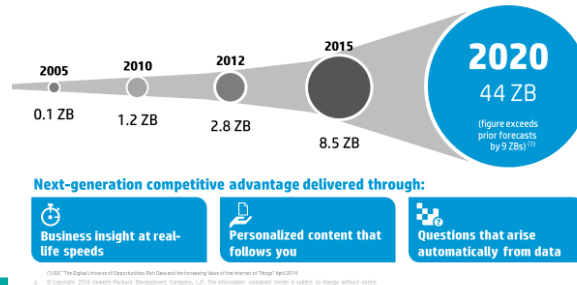 2005
2010
2012
2015
2020
0.1 ZB
1.2 ZB
2.8 ZB
8.5 ZB
44 ZB
(figure exceeds
prior forecasts
by 9 ZBs) (1)
Next-generation competitive advantage delivered through:
Business insight at real-
life speeds
Personalized content that
follows you
Questions that arise
automatically from data
(1) IDC "The Digital Universe of Opportunities: Rich Data and the Increasing Value of the Internet of Things" April 2014
© Copyright 2014 Hewlett-Packard Development Company, L.P. The information contained herein is subject to change without notice.